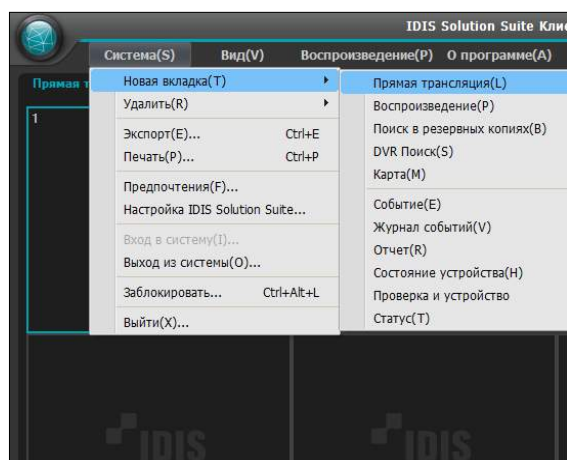 IDIS Solution Suite
Система(S) Вид(V) Воспроизведение(P) О программе(A)
Прямая
1
Новая вкладка(T)
Удалить(R)
Экспорт(E)... Ctrl+E
Печать(P)... Ctrl+P
Предпочтения(F)...
Настройка IDIS Solution Suite...
Вход в систему(I)...
Выход из системы(O)...
Заблокировать... Ctrl+Alt+L
Выйти(X)...
Прямая трансляция(L)
Воспроизведение(P)
Поиск в резервных копиях(B)
DVR Поиск(S)
Карта(M)
Событие(E)
Журнал событий(V)
Отчет(R)
Состояние устройства(H)
Проверка и устройство
Статус(T)
IDIS IDIS